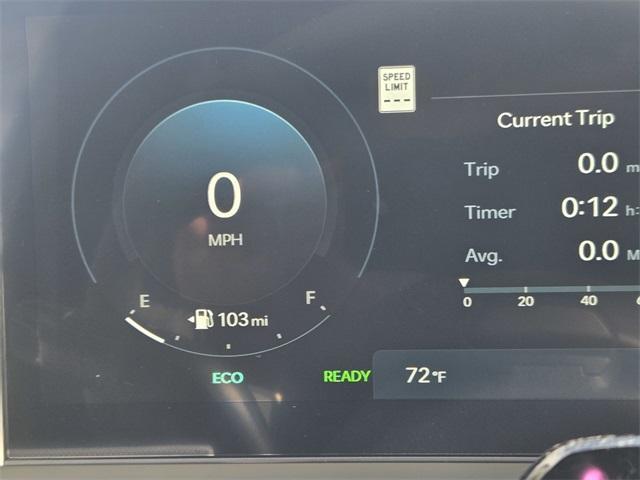 SPEED
LIMIT
---
Current Trip
Trip 0.0
Timer 0:12 h:
Avg. 0.0 M
0 20 40
0
MPH
E F
103 mi
ECO READY 72°F